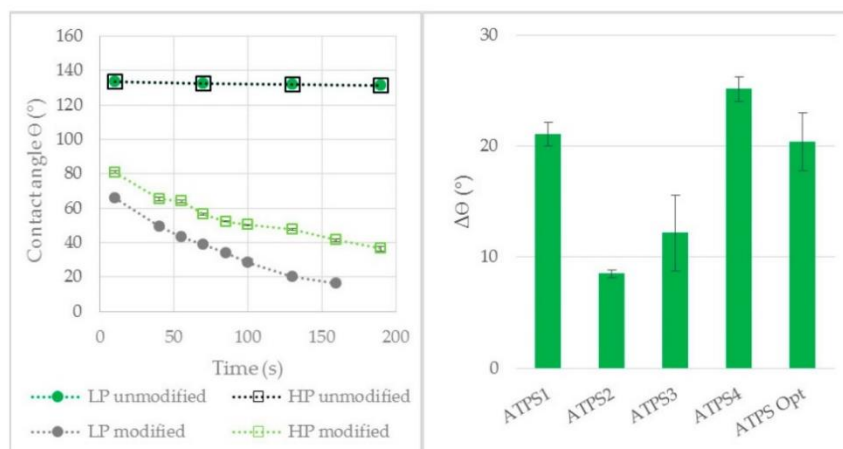 160
140
120
100
80
60
40
20
0
Contact angle Θ (°)
0 50 100 150 200
Time (s)
LP unmodified HP unmodified
LP modified HP modified
30
20
10
0
ΔΘ (°)
ATPS1 ATPS2 ATPS3 ATPS4 ATPS Opt